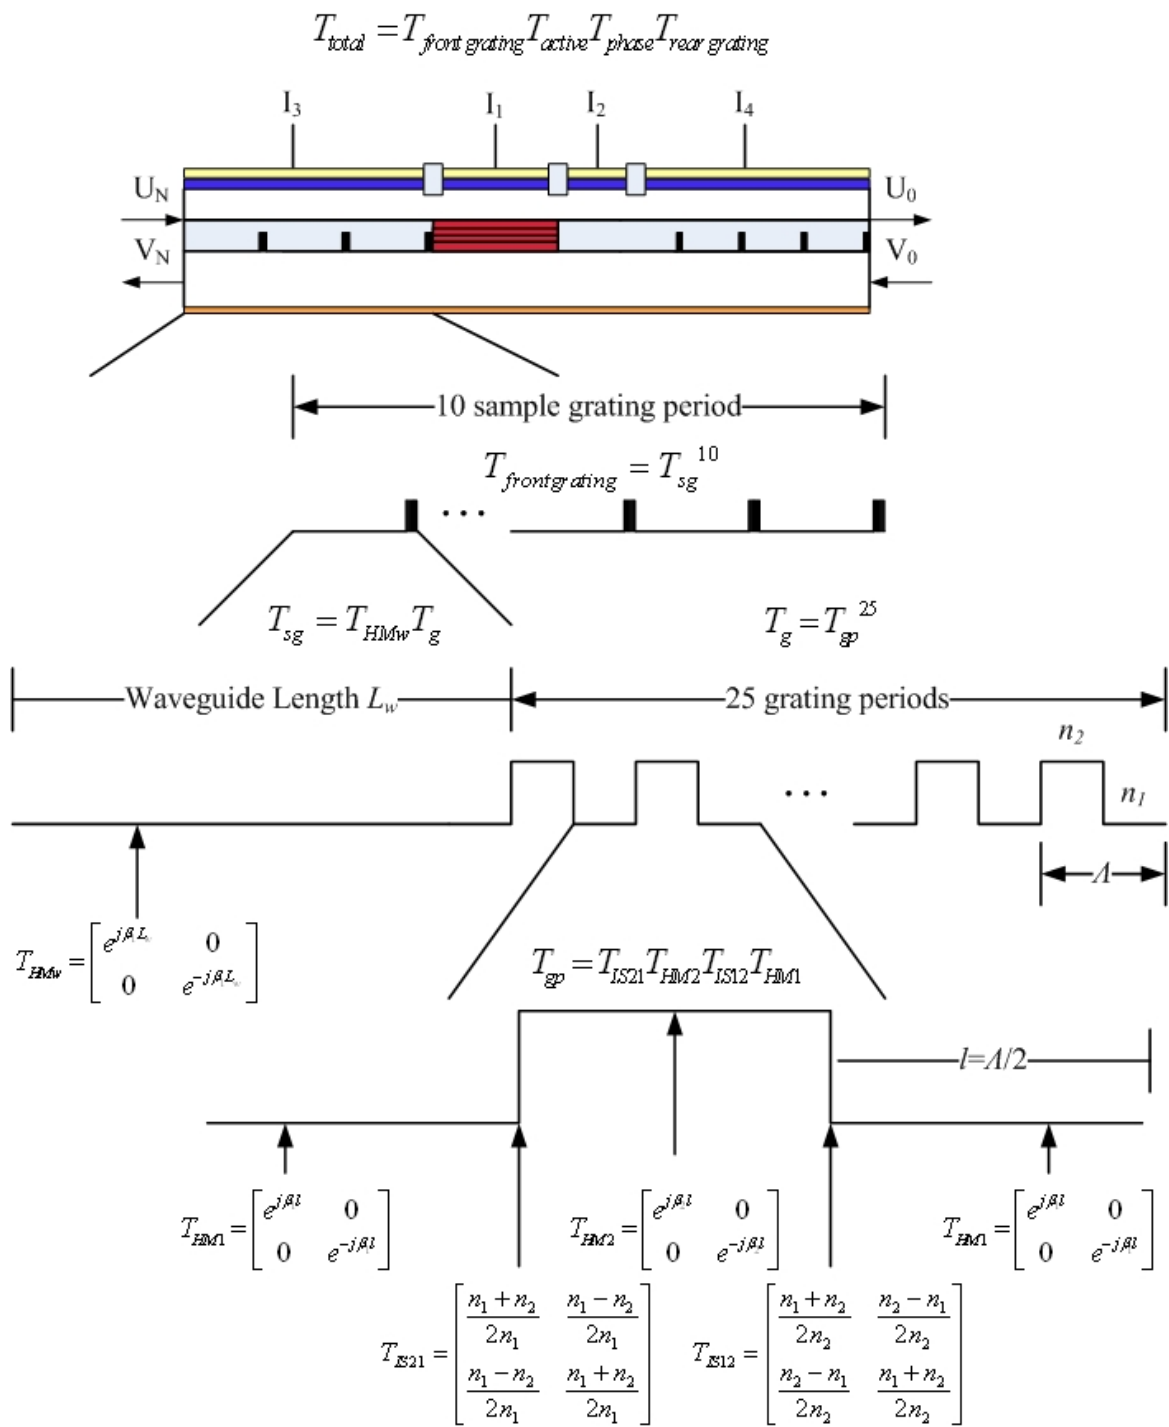 T_total = T_front grating T_active T_phase T_rear grating
I₃ I₁ I₂ I₄
U_N U₀
V_N V₀
10 sample grating period
T_frontgrating = T_sg^10
T_sg = T_HMw T_g T_g = T_gp^25
Waveguide Length L_w 25 grating periods
n₂
... n₁
Λ
T_HMw = [e^{jβ₁L_w} 0; 0 e^{-jβ₁L_w}]
T_gp = T_IS21 T_HM2 T_IS12 T_HM1
l=Λ/2
T_HM1 = [e^{jβ₁l} 0; 0 e^{-jβ₁l}] T_HM2 = [e^{jβ₂l} 0; 0 e^{-jβ₂l}] T_HM1 = [e^{jβ₁l} 0; 0 e^{-jβ₁l}]
T_IS21 = [(n₁+n₂)/2n₁ (n₁−n₂)/2n₁; (n₁−n₂)/2n₁ (n₁+n₂)/2n₁] T_IS12 = [(n₁+n₂)/2n₂ (n₂−n₁)/2n₂; (n₂−n₁)/2n₂ (n₁+n₂)/2n₂]